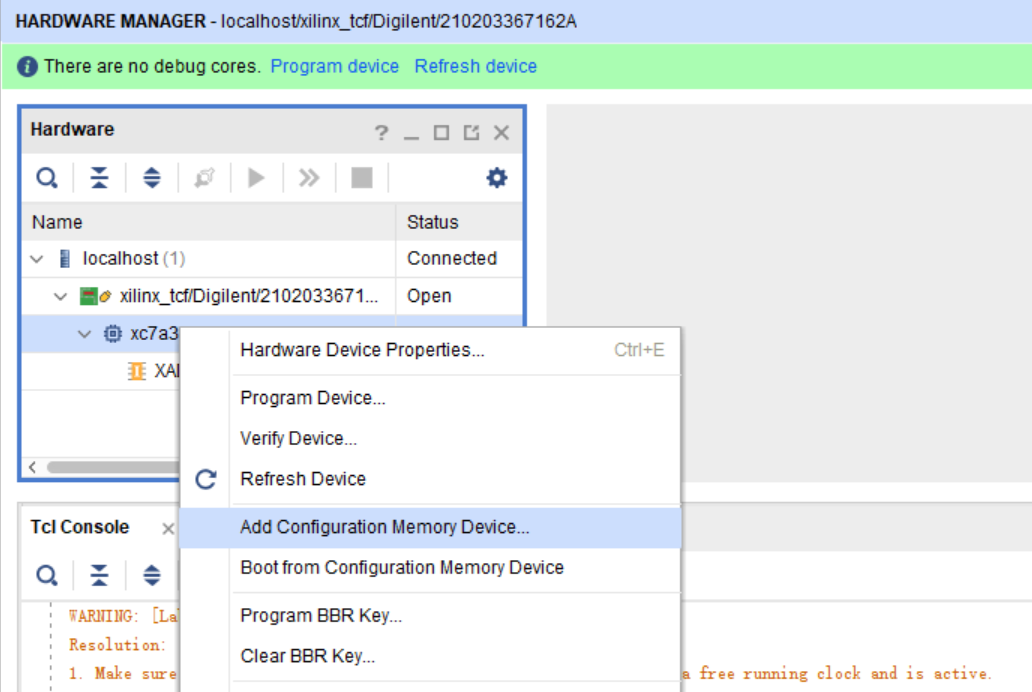 HARDWARE MANAGER - localhost/xilinx_tcf/Digilent/210203367162A
There are no debug cores. Program device Refresh device
Hardware
Name Status
localhost (1) Connected
xilinx_tcf/Digilent/2102033671... Open
xc7a3
XAI
Hardware Device Properties... Ctrl+E
Program Device...
Verify Device...
Refresh Device
Add Configuration Memory Device...
Boot from Configuration Memory Device
Program BBR Key...
Clear BBR Key...
Tcl Console
WARNING: [La
Resolution:
1. Make sure a free running clock and is active.